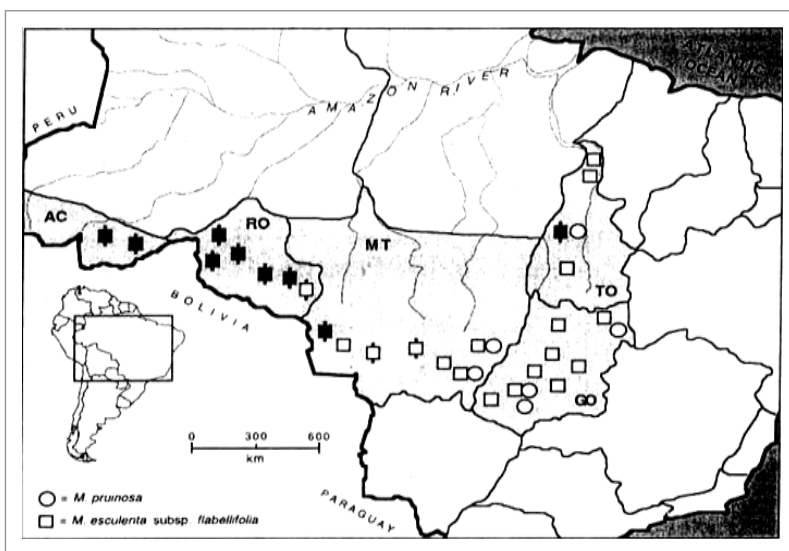 ATLANTIC
OCEAN
PERU
AMAZON RIVER
AC
RO
MT
TO
BOLIVIA
GO
0 300 600
km
PARAGUAY
= M. pruinosa
= M. esculenta subsp. flabellifolia